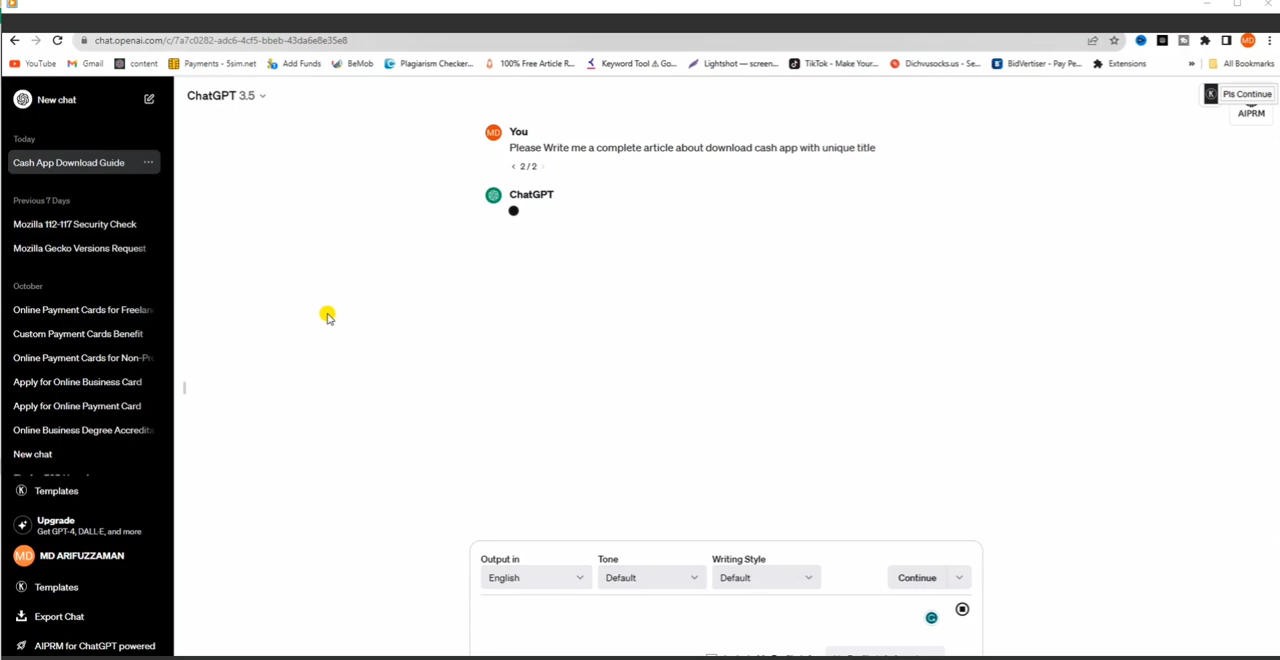 chat.openai.com/c/7a7c0282-adc6-4cf5-bbeb-43da6e8e35e8
YouTube Gmail content Payments - 5sim.net Add Funds BeMob Plagiarism Checker... 100% Free Article R... Keyword Tool ⚠ Go... Lightshot — screen... TikTok - Make Your... Dichvusocks.us - Se... BidVertiser - Pay Pe... Extensions » All Bookmarks
New chat
ChatGPT 3.5
Pls Continue
AIPRM
Today
Cash App Download Guide ...
Previous 7 Days
Mozilla 112-117 Security Check
Mozilla Gecko Versions Request
October
Online Payment Cards for Freelan
Custom Payment Cards Benefit
Online Payment Cards for Non-Pr
Apply for Online Business Card
Apply for Online Payment Card
Online Business Degree Accredita
New chat
Templates
Upgrade
Get GPT-4, DALL·E, and more
MD MD ARIFUZZAMAN
Templates
Export Chat
AIPRM for ChatGPT powered
MD You
Please Write me a complete article about download cash app with unique title
< 2/2 >
ChatGPT
Output in Tone Writing Style
English Default Default Continue